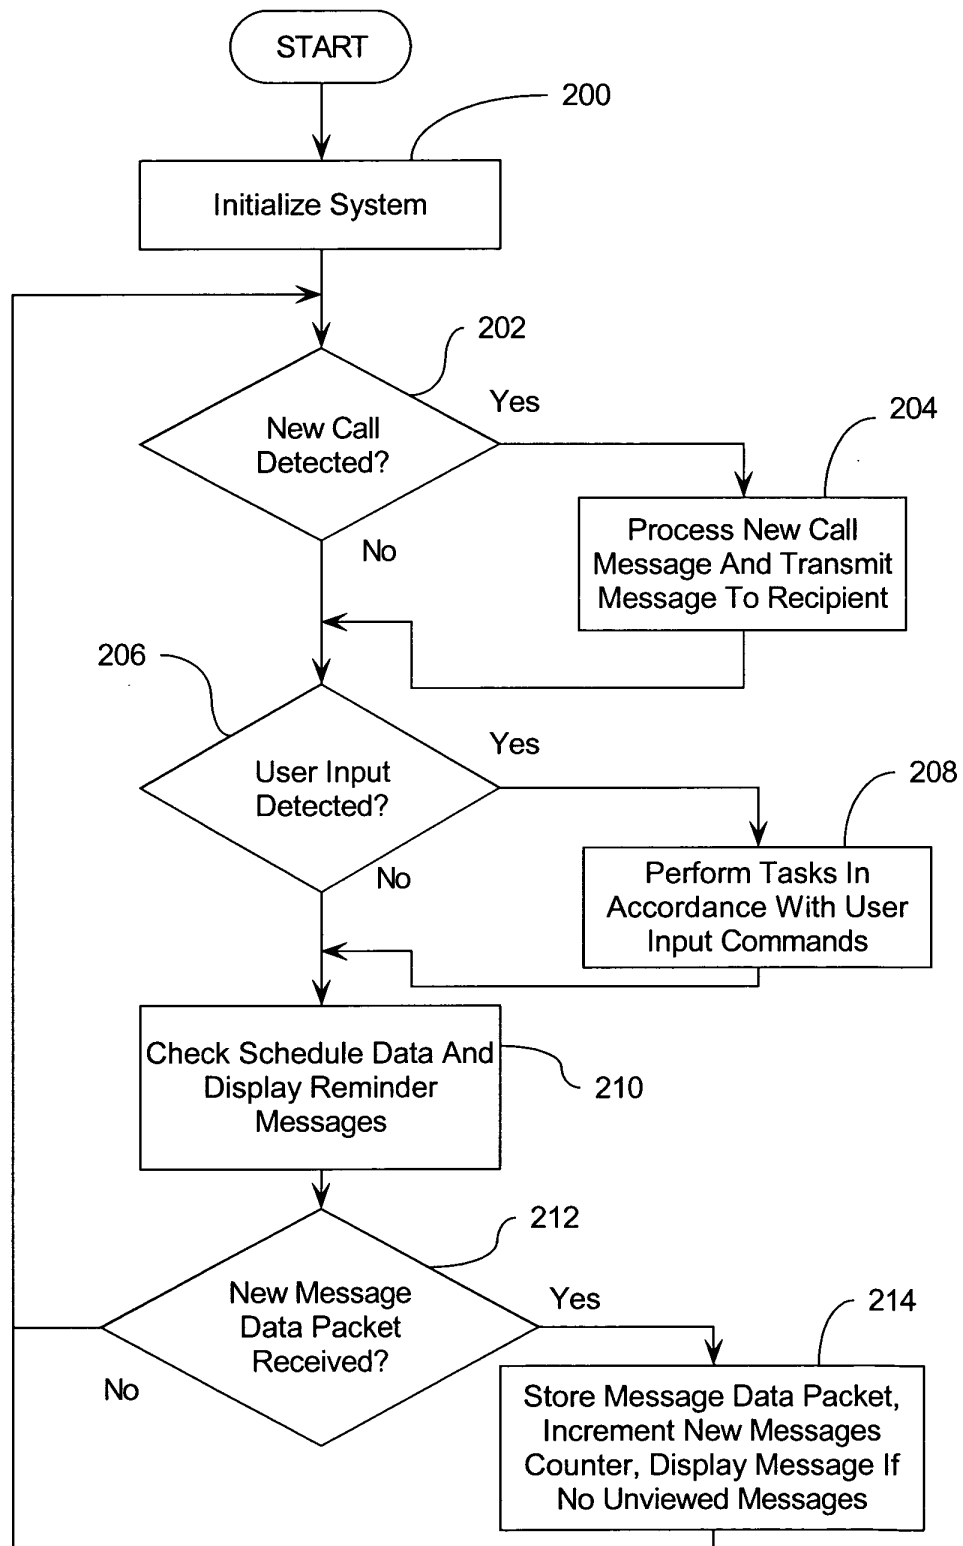 START
200
Initialize System
202
Yes
New Call
Detected?
204
No
Process New Call
Message And Transmit
Message To Recipient
206
Yes
User Input
Detected?
208
No
Perform Tasks In
Accordance With User
Input Commands
Check Schedule Data And
Display Reminder
Messages
210
212
New Message
Data Packet
Received?
Yes
214
No
Store Message Data Packet,
Increment New Messages
Counter, Display Message If
No Unviewed Messages